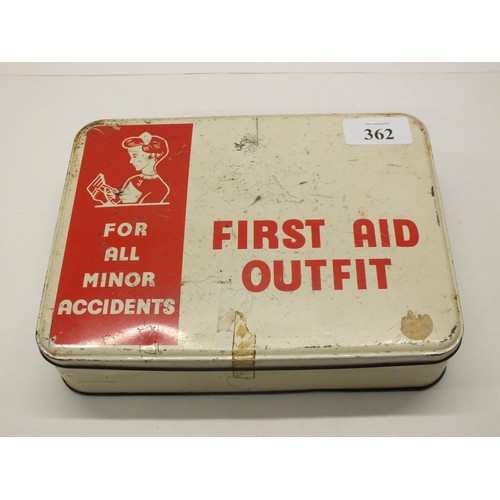 362
FOR
ALL
MINOR
ACCIDENTS
FIRST AID
OUTFIT